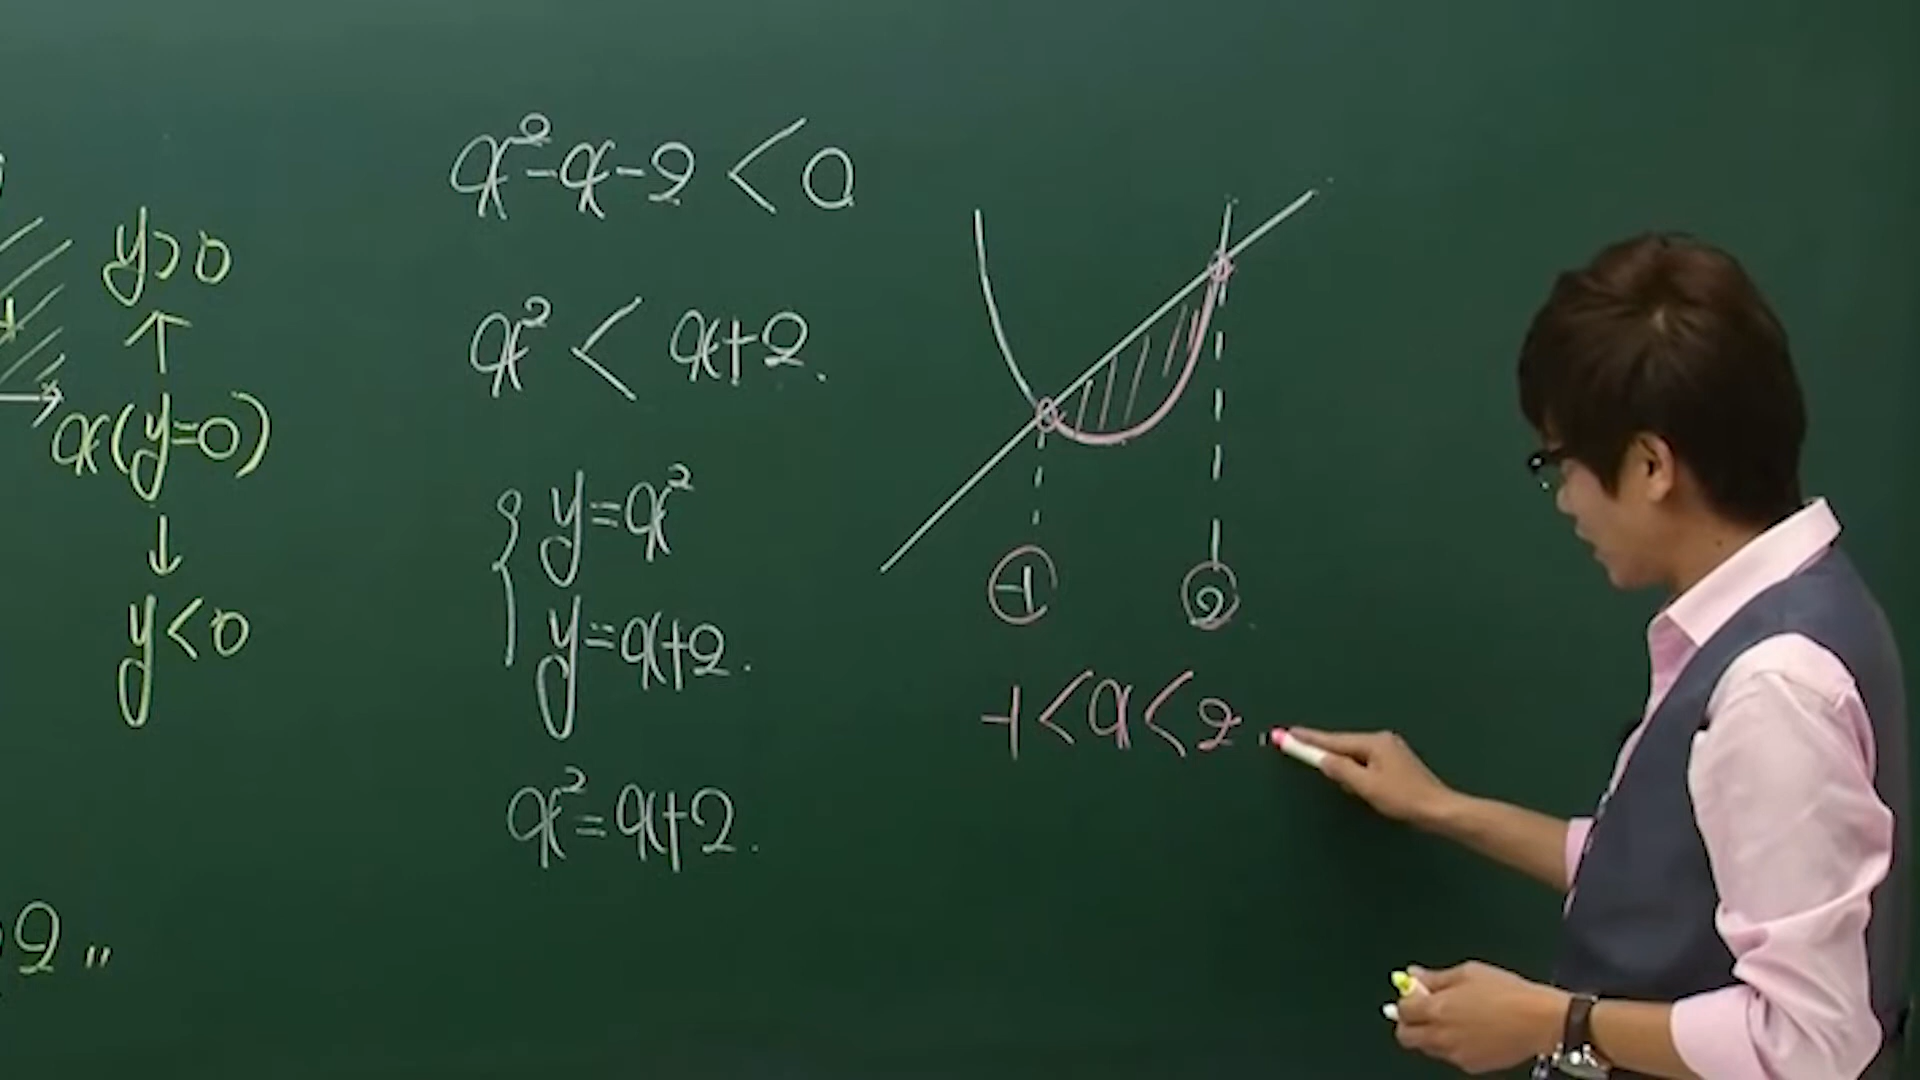 y>0
↑
x(y=0)
↓
y<0
2
x²-x-2<0
x²<x+2.
y=x²
y=x+2.
x²=x+2.
-1
2
-1<x<2